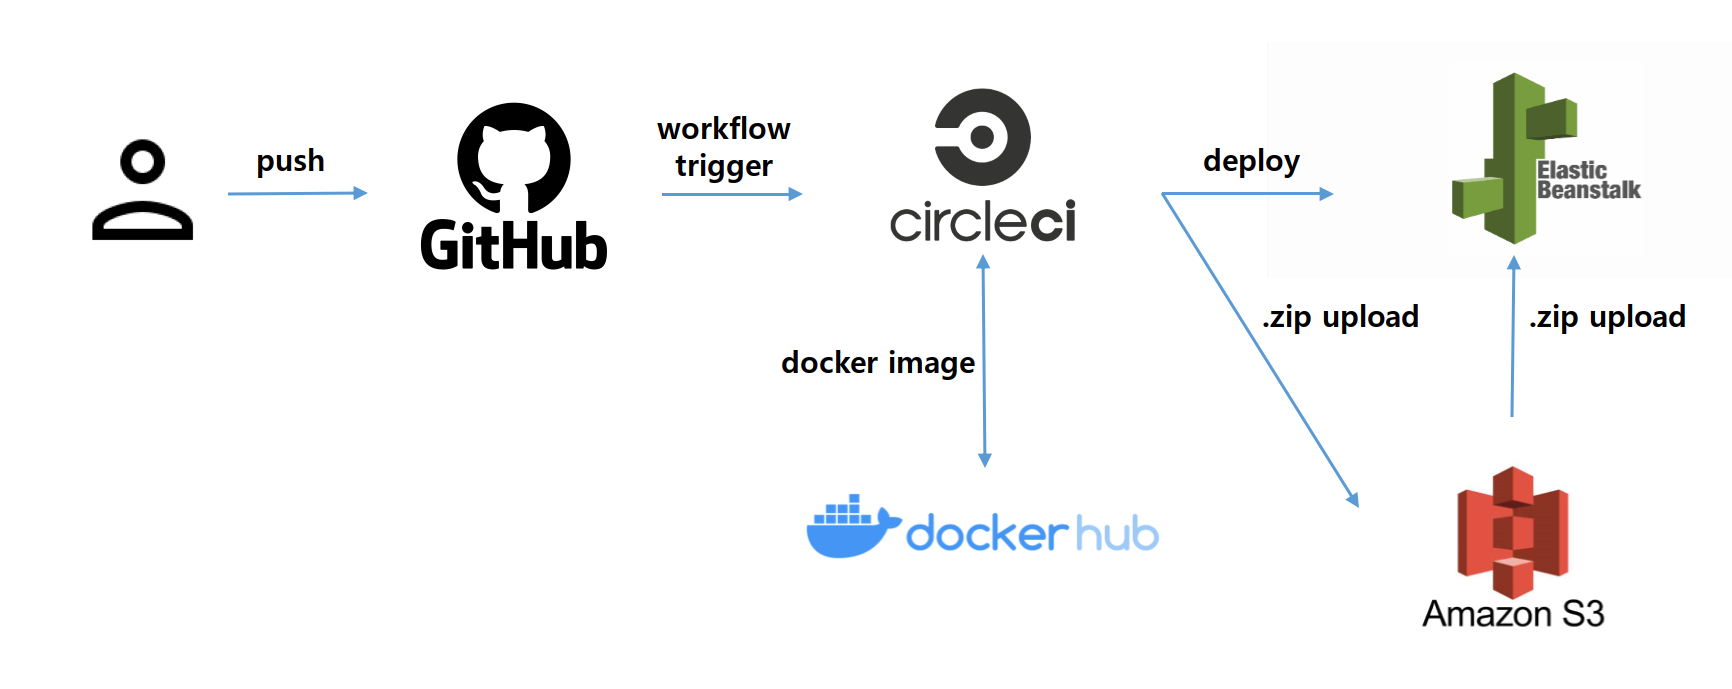 push
GitHub
workflow
trigger
circleci
deploy
Elastic
Beanstalk
.zip upload
.zip upload
docker image
docker hub
Amazon S3